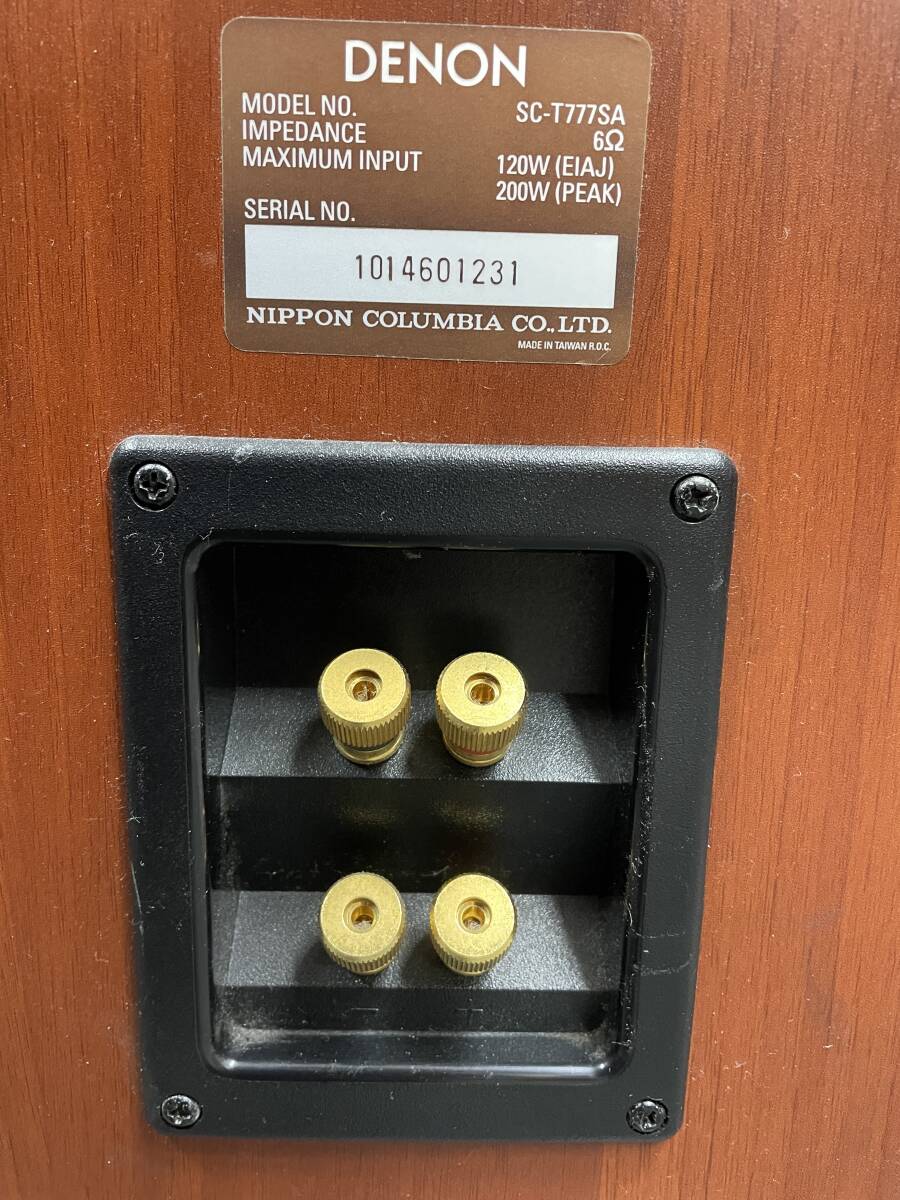 DENON
MODEL NO. SC-T777SA
IMPEDANCE 6Ω
MAXIMUM INPUT 120W (EIAJ)
200W (PEAK)
SERIAL NO.
1014601231
NIPPON COLUMBIA CO.,LTD.
MADE IN TAIWAN R.O.C.
− +